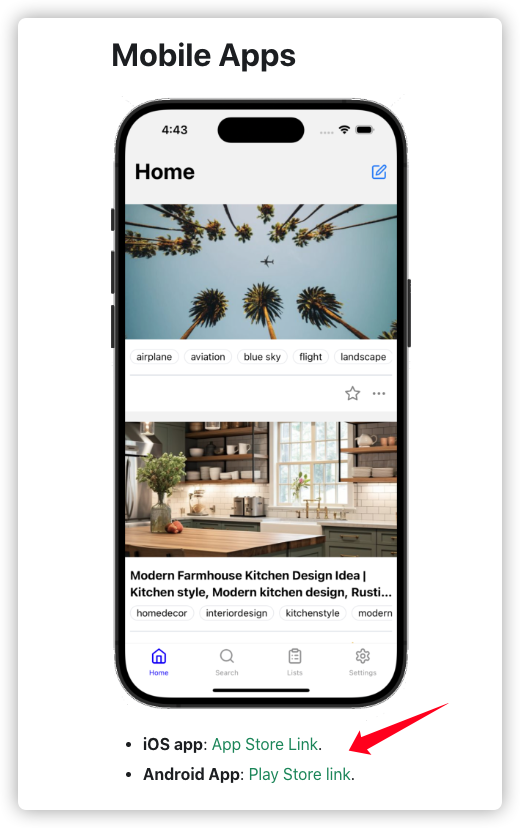 Mobile Apps
4:43
Home
airplane aviation blue sky flight landscape
Modern Farmhouse Kitchen Design Idea |
Kitchen style, Modern kitchen design, Rusti...
homedecor interiordesign kitchenstyle modern
Home Search Lists Settings
• iOS app: App Store Link.
• Android App: Play Store link.